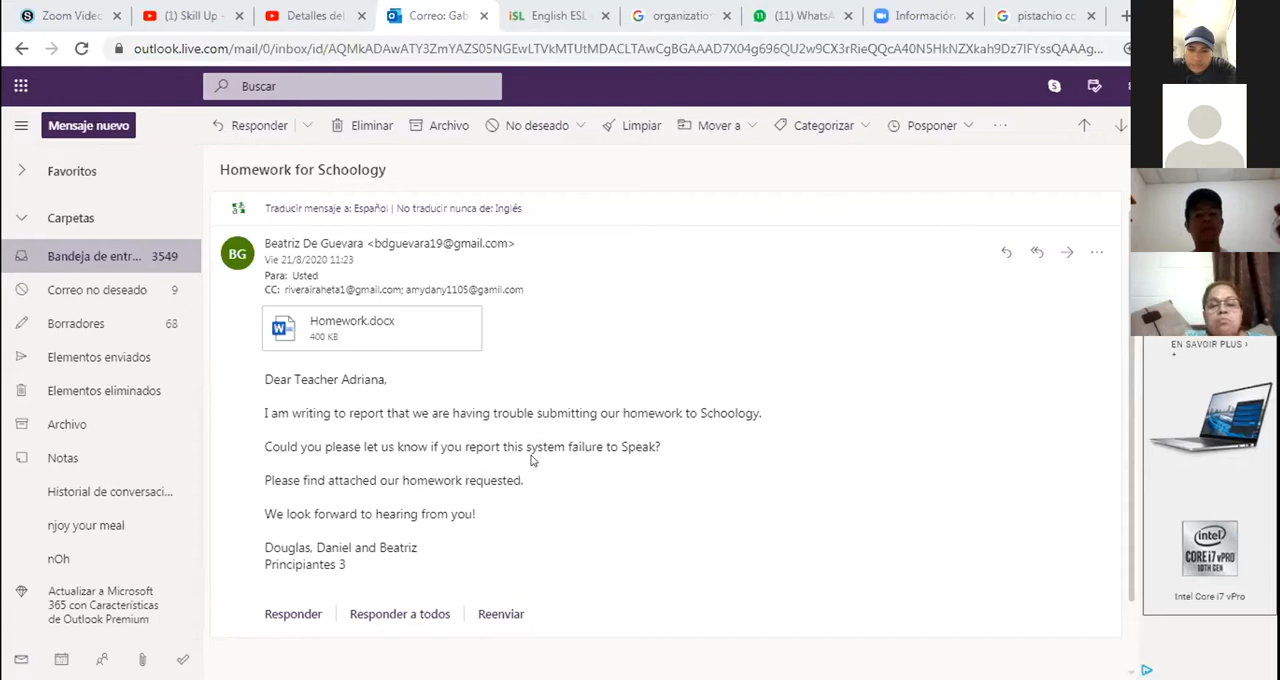 Zoom Video
(1) Skill Up -
Detalles del
Correo: Gab
iSL English ESL
organizatio
(11) Whats
Informació
pistachio cc
outlook.live.com/mail/0/inbox/id/
Buscar
Mensaje nuevo
Responder
Eliminar
Archivo
No deseado
Limpiar
Mover a
Categorizar
Posponer
Favoritos
Carpetas
Bandeja de entr... 3549
Correo no deseado 9
Borradores 68
Elementos enviados
Elementos eliminados
Archivo
Notas
Historial de conversaci...
njoy your meal
nOh
Actualizar a Microsoft
365 con Características
de Outlook Premium
Homework for Schoology
Traducir mensaje a: Español | No traducir nunca de: Inglés
BG
Beatriz De Guevara <bdguevara19@gmail.com>
Vie 21/8/2020 11:23
Para: Usted
CC: riverairaheta1@gmail.com; amydany1105@gamil.com
Homework.docx
400 KB
Dear Teacher Adriana,
I am writing to report that we are having trouble submitting our homework to Schoology.
Could you please let us know if you report this system failure to Speak?
Please find attached our homework requested.
We look forward to hearing from you!
Douglas, Daniel and Beatriz
Principiantes 3
Responder
Responder a todos
Reenviar
EN SAVOIR PLUS ›
intel
CORE i7 vPRO
10TH GEN
Intel Core i7 vPro